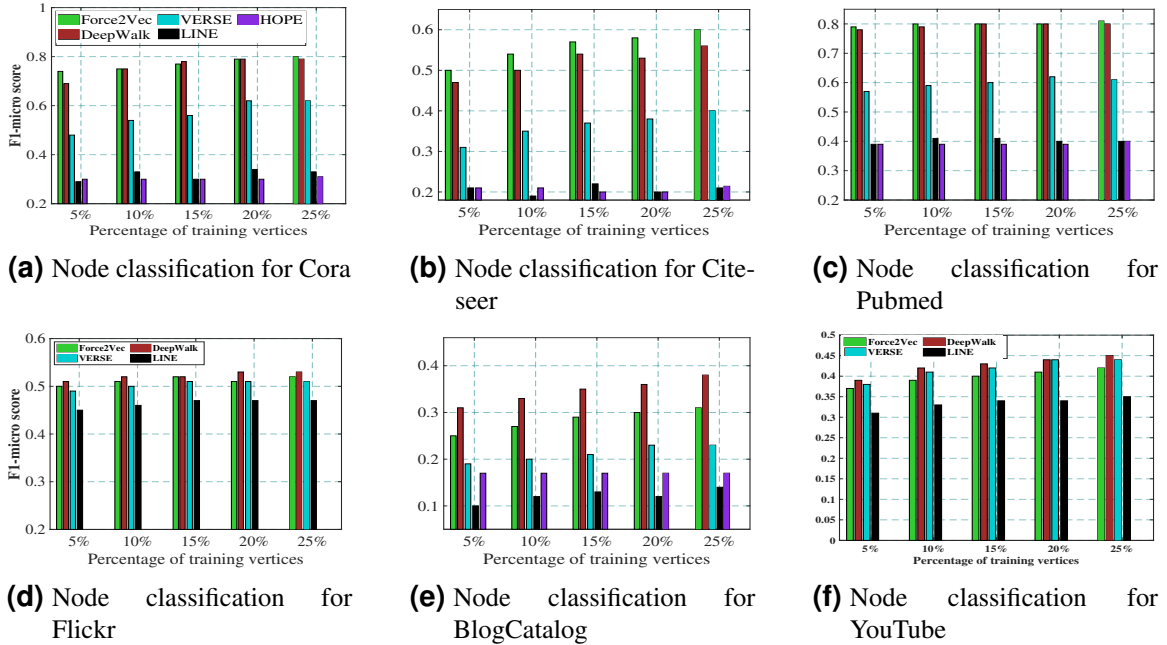 (a)
Force2Vec VERSE HOPE
DeepWalk LINE
1
0.8
0.6
0.4
0.2
F1-micro score
5% 10% 15% 20% 25%
Percentage of training vertices
(a) Node classification for Cora
0.6
0.5
0.4
0.3
0.2
5% 10% 15% 20% 25%
Percentage of training vertices
(b) Node classification for Cite-
seer
0.8
0.7
0.6
0.5
0.4
0.3
0.2
5% 10% 15% 20% 25%
Percentage of training vertices
(c) Node classification for
Pubmed
Force2Vec DeepWalk
VERSE LINE
0.6
0.5
0.4
0.3
0.2
F1-micro score
5% 10% 15% 20% 25%
Percentage of training vertices
(d) Node classification for
Flickr
0.4
0.3
0.2
0.1
5% 10% 15% 20% 25%
Percentage of training vertices
(e) Node classification for
BlogCatalog
Force2Vec DeepWalk
VERSE LINE
0.5
0.45
0.4
0.35
0.3
0.25
0.2
0.15
0.1
0.05
0
5% 10% 15% 20% 25%
Percentage of training vertices
(f) Node classification for
YouTube